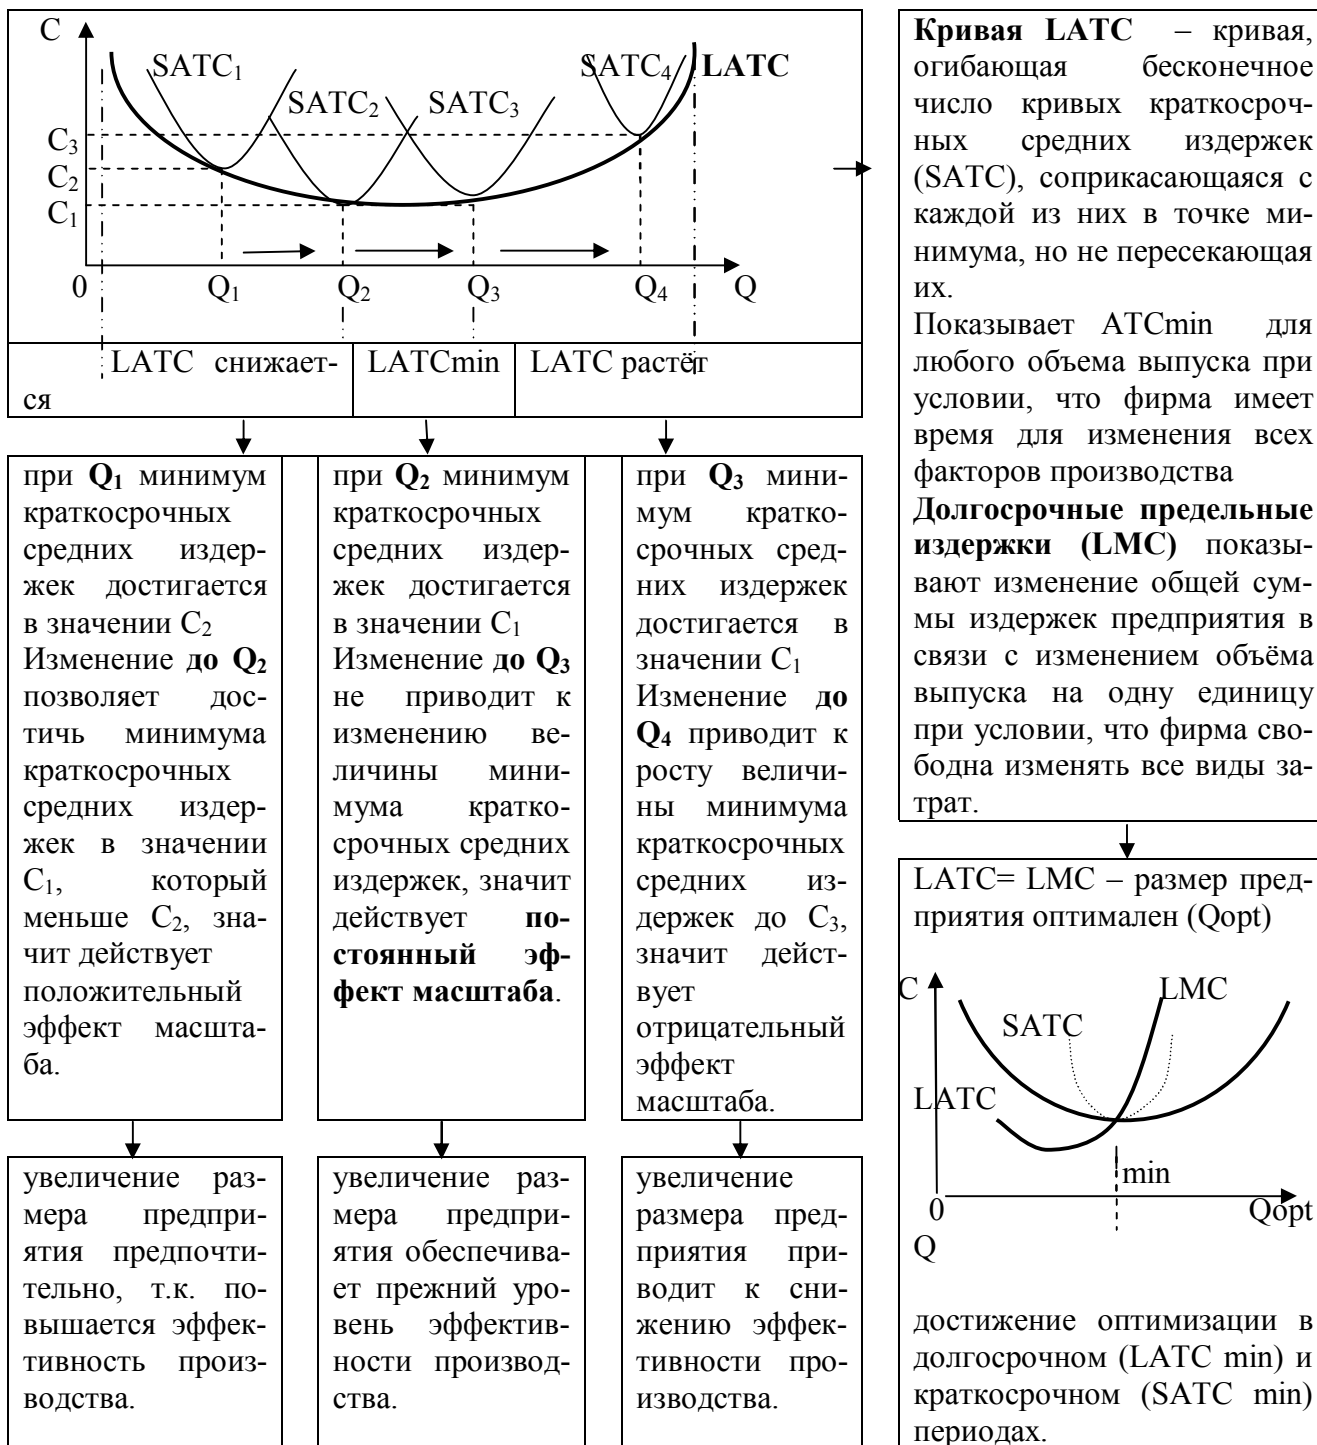 C
SATC₁
SATC₂
SATC₃
SATC₄
LATC
C₃
C₂
C₁
0
Q₁
Q₂
Q₃
Q₄
Q
LATC снижает-
ся
LATCmin
LATC растёт
при Q₁ минимум
краткосрочных
средних издер-
жек достигается
в значении C₂
Изменение до Q₂
позволяет дос-
тичь минимума
краткосрочных
средних издер-
жек в значении
C₁, который
меньше C₂, зна-
чит действует
положительный
эффект масшта-
ба.
при Q₂ минимум
краткосрочных
средних издер-
жек достигается
в значении C₁
Изменение до Q₃
не приводит к
изменению ве-
личины мини-
мума кратко-
срочных средних
издержек, значит
действует по-
стоянный эф-
фект масштаба.
при Q₃ мини-
мум кратко-
срочных сред-
них издержек
достигается в
значении C₁
Изменение до
Q₄ приводит к
росту величи-
ны минимума
краткосрочных
средних из-
держек до C₃,
значит дейст-
вует
отрицательный
эффект
масштаба.
увеличение раз-
мера предпри-
ятия предпочти-
тельно, т.к. по-
вышается эффек-
тивность произ-
водства.
увеличение раз-
мера предпри-
ятия обеспечива-
ет прежний уро-
вень эффектив-
ности производ-
ства.
увеличение
размера пред-
приятия при-
водит к сни-
жению эффек-
тивности про-
изводства.
Кривая LATC – кривая,
огибающая бесконечное
число кривых краткосроч-
ных средних издержек
(SATC), соприкасающаяся с
каждой из них в точке ми-
нимума, но не пересекающая
их.
Показывает ATCmin для
любого объема выпуска при
условии, что фирма имеет
время для изменения всех
факторов производства
Долгосрочные предельные
издержки (LMC) показы-
вают изменение общей сум-
мы издержек предприятия в
связи с изменением объёма
выпуска на одну единицу
при условии, что фирма сво-
бодна изменять все виды за-
трат.
LATC= LMC – размер пред-
приятия оптимален (Qopt)
C
LMC
SATC
LATC
min
0
Qopt
Q
достижение оптимизации в
долгосрочном (LATC min) и
краткосрочном (SATC min)
периодах.